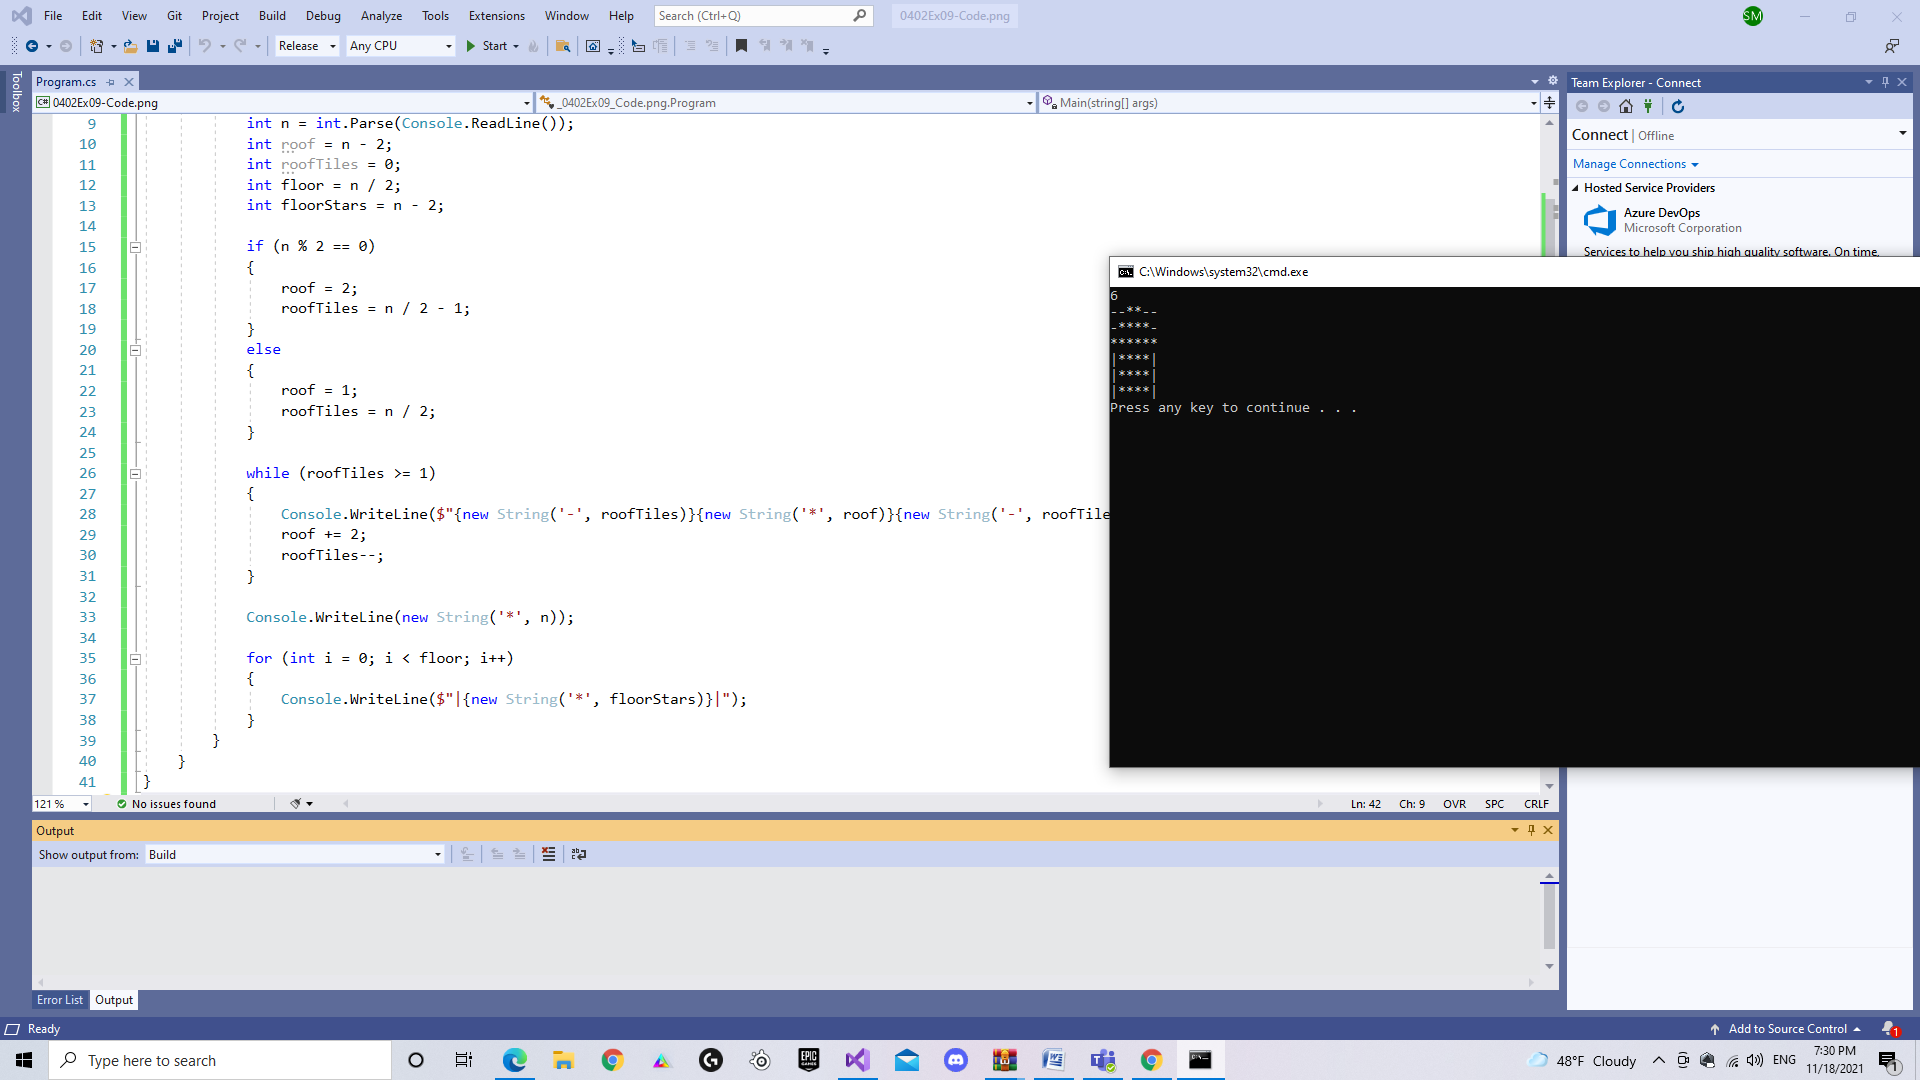 File Edit View Git Project Build Debug Analyze Tools Extensions Window Help Search (Ctrl+Q) 0402Ex09-Code.png SM
Release Any CPU Start
Toolbox
Program.cs
0402Ex09-Code.png _0402Ex09_Code.png.Program Main(string[] args)
9 int n = int.Parse(Console.ReadLine());
10 int roof = n - 2;
11 int roofTiles = 0;
12 int floor = n / 2;
13 int floorStars = n - 2;
14
15 if (n % 2 == 0)
16 {
17 roof = 2;
18 roofTiles = n / 2 - 1;
19 }
20 else
21 {
22 roof = 1;
23 roofTiles = n / 2;
24 }
25
26 while (roofTiles >= 1)
27 {
28 Console.WriteLine($"{new String('-', roofTiles)}{new String('*', roof)}{new String('-', roofTile
29 roof += 2;
30 roofTiles--;
31 }
32
33 Console.WriteLine(new String('*', n));
34
35 for (int i = 0; i < floor; i++)
36 {
37 Console.WriteLine($"|{new String('*', floorStars)}|");
38 }
39 }
40 }
41 }
121 % No issues found Ln: 42 Ch: 9 OVR SPC CRLF
Output
Show output from: Build
Error List Output
Team Explorer - Connect
Connect | Offline
Manage Connections
Hosted Service Providers
Azure DevOps
Microsoft Corporation
Services to help you ship high quality software. On time,
C:\Windows\system32\cmd.exe
6
--**--
-****-
******
|****|
|****|
|****|
Press any key to continue . . .
Ready Add to Source Control 1
Type here to search EPIC GAMES 48°F Cloudy ENG 7:30 PM 1
11/18/2021